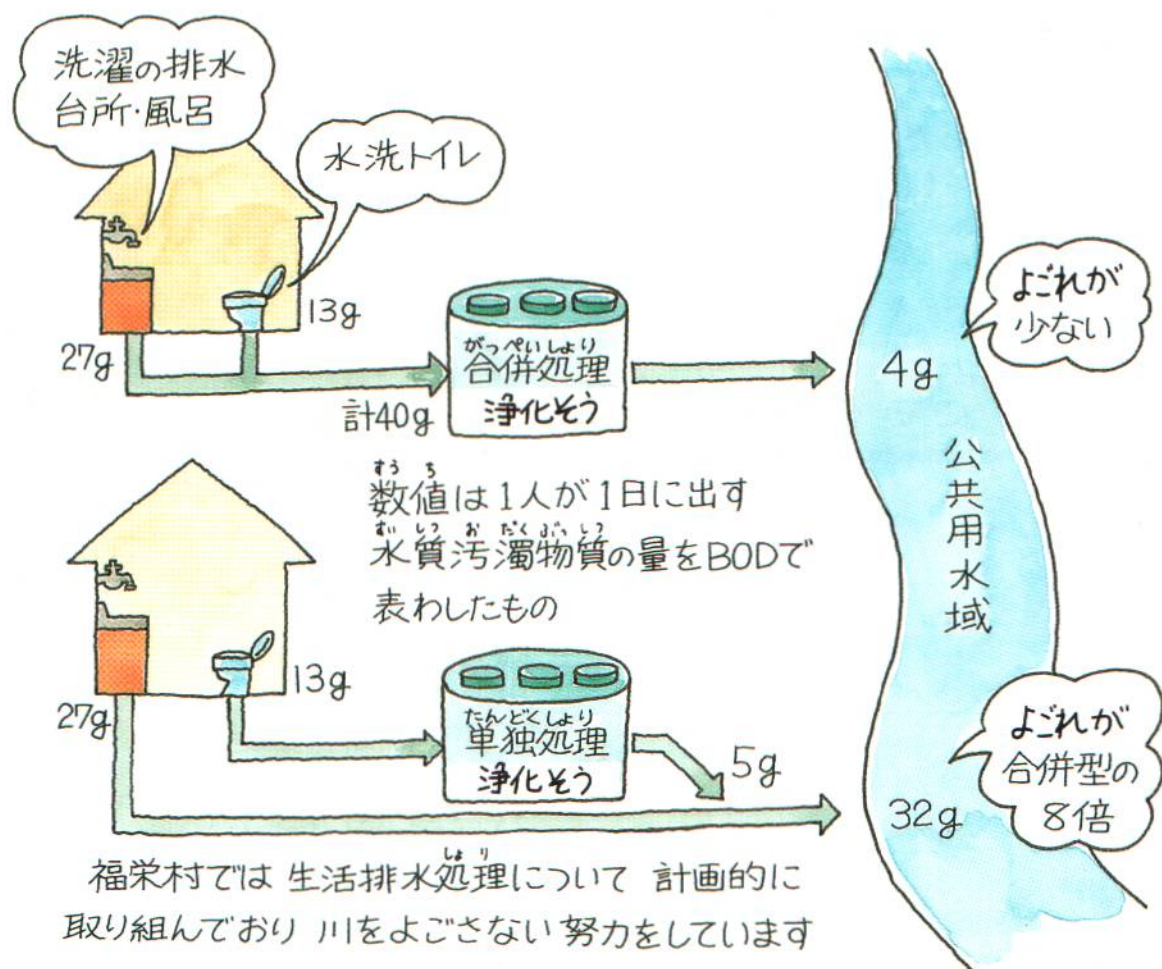 洗濯の排水
台所・風呂
水洗トイレ
13g
27g
計40g
がっぺいしょり
合併処理
浄化そう
4g
よごれが
少ない
公共用水域
すうち
数値は1人が1日に出す
すいしつおだくぶっしつ
水質汚濁物質の量をBODで
表わしたもの
13g
27g
たんどくしょり
単独処理
浄化そう
5g
32g
よごれが
合併型の
8倍
しょり
福栄村では 生活排水処理について 計画的に
取り組んでおり 川をよごさない 努力をしています